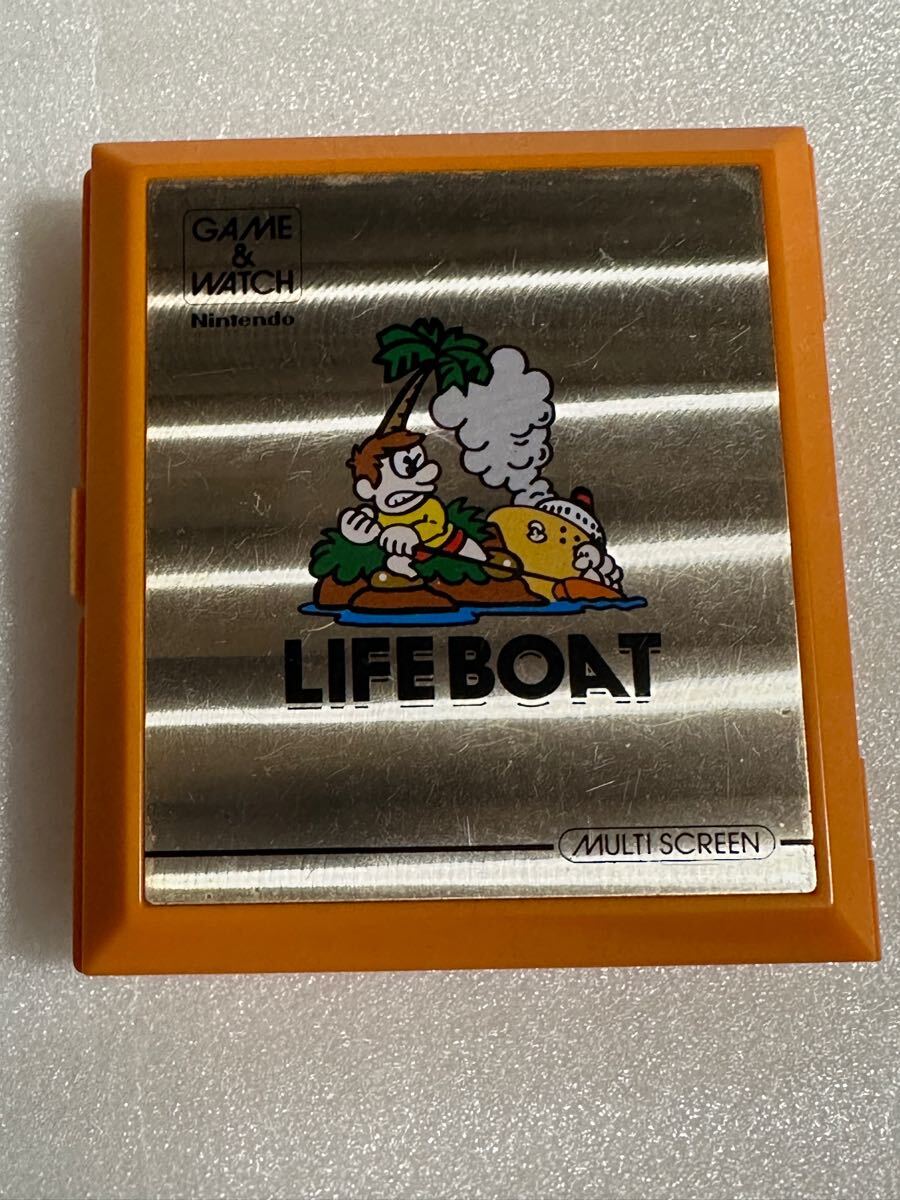 GAME
&
WATCH
Nintendo
LIFEBOAT
MULTI SCREEN